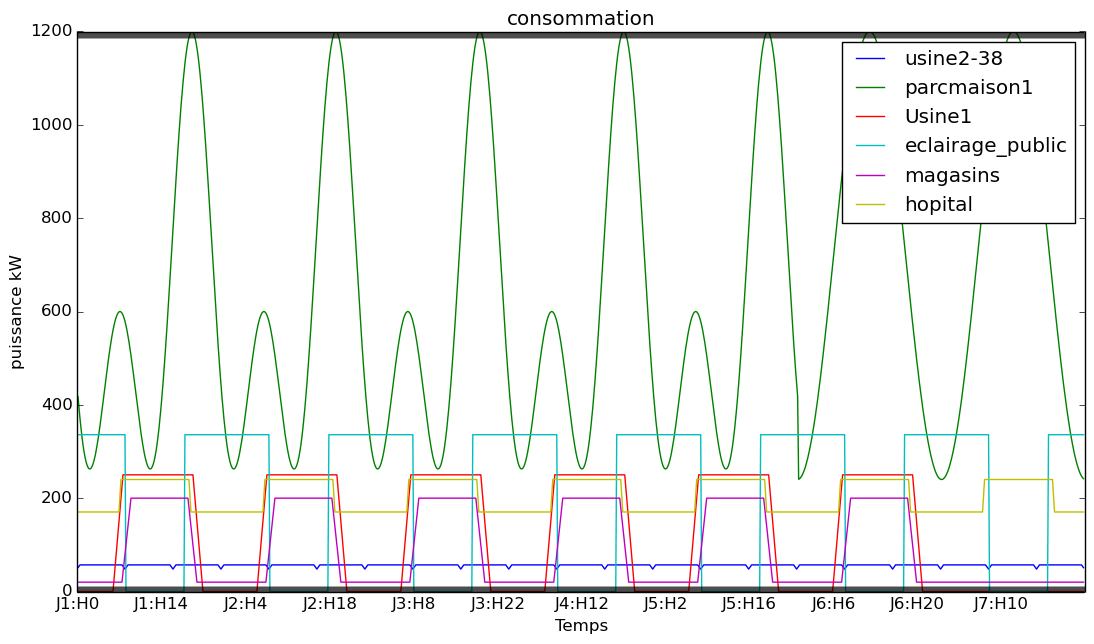 consommation
1200
1000
800
600
400
200
0
puissance kW
usine2-38
parcmaison1
Usine1
eclairage_public
magasins
hopital
J1:H0 J1:H14 J2:H4 J2:H18 J3:H8 J3:H22 J4:H12 J5:H2 J5:H16 J6:H6 J6:H20 J7:H10
Temps